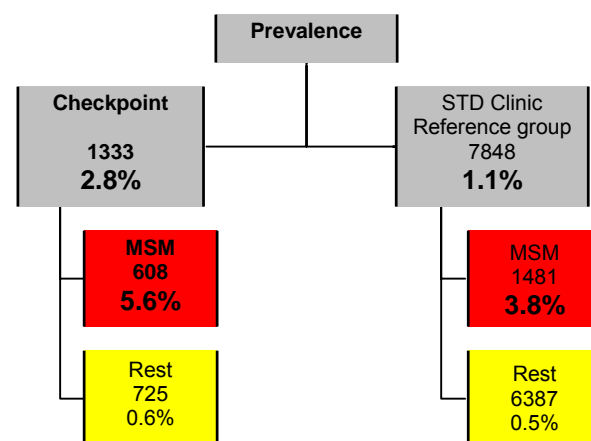 Prevalence
Checkpoint
1333
2.8%
STD Clinic
Reference group
7848
1.1%
MSM
608
5.6%
MSM
1481
3.8%
Rest
725
0.6%
Rest
6387
0.5%